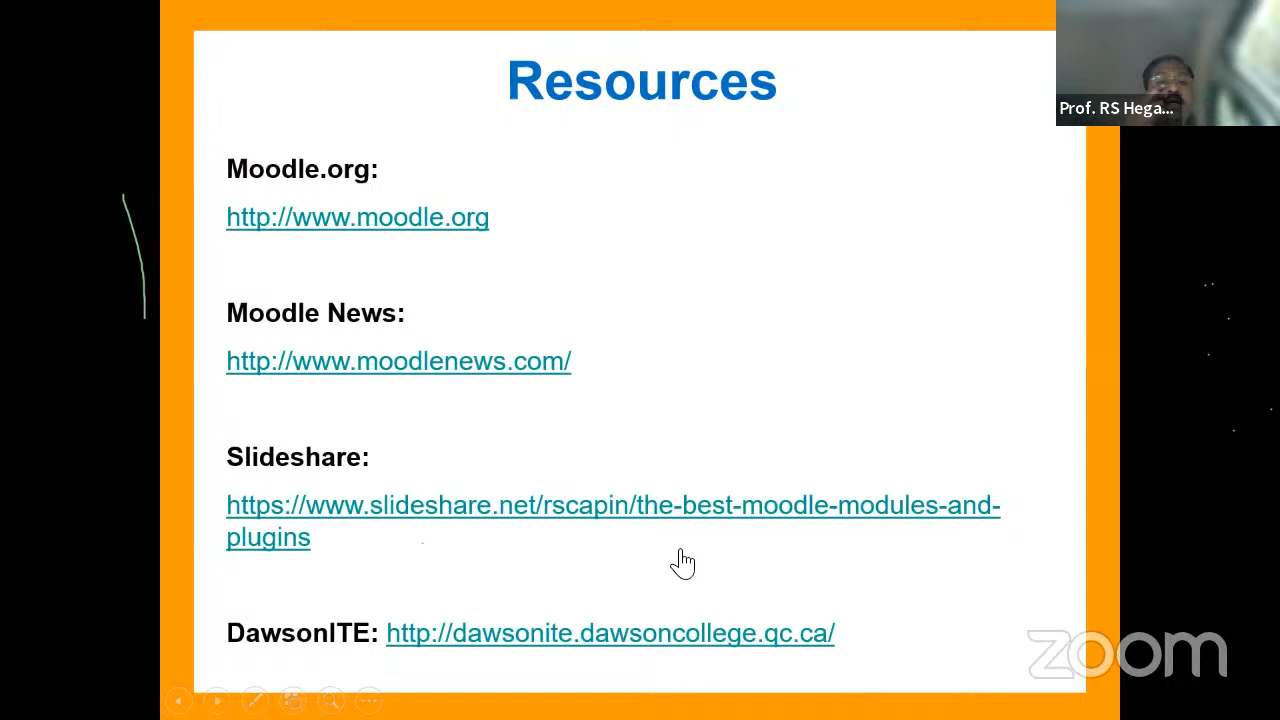 Resources
Prof. RS Hega...
Moodle.org:
http://www.moodle.org
Moodle News:
http://www.moodlenews.com/
Slideshare:
https://www.slideshare.net/rscapin/the-best-moodle-modules-and-
plugins
DawsonITE: http://dawsonite.dawsoncollege.qc.ca/
zoom